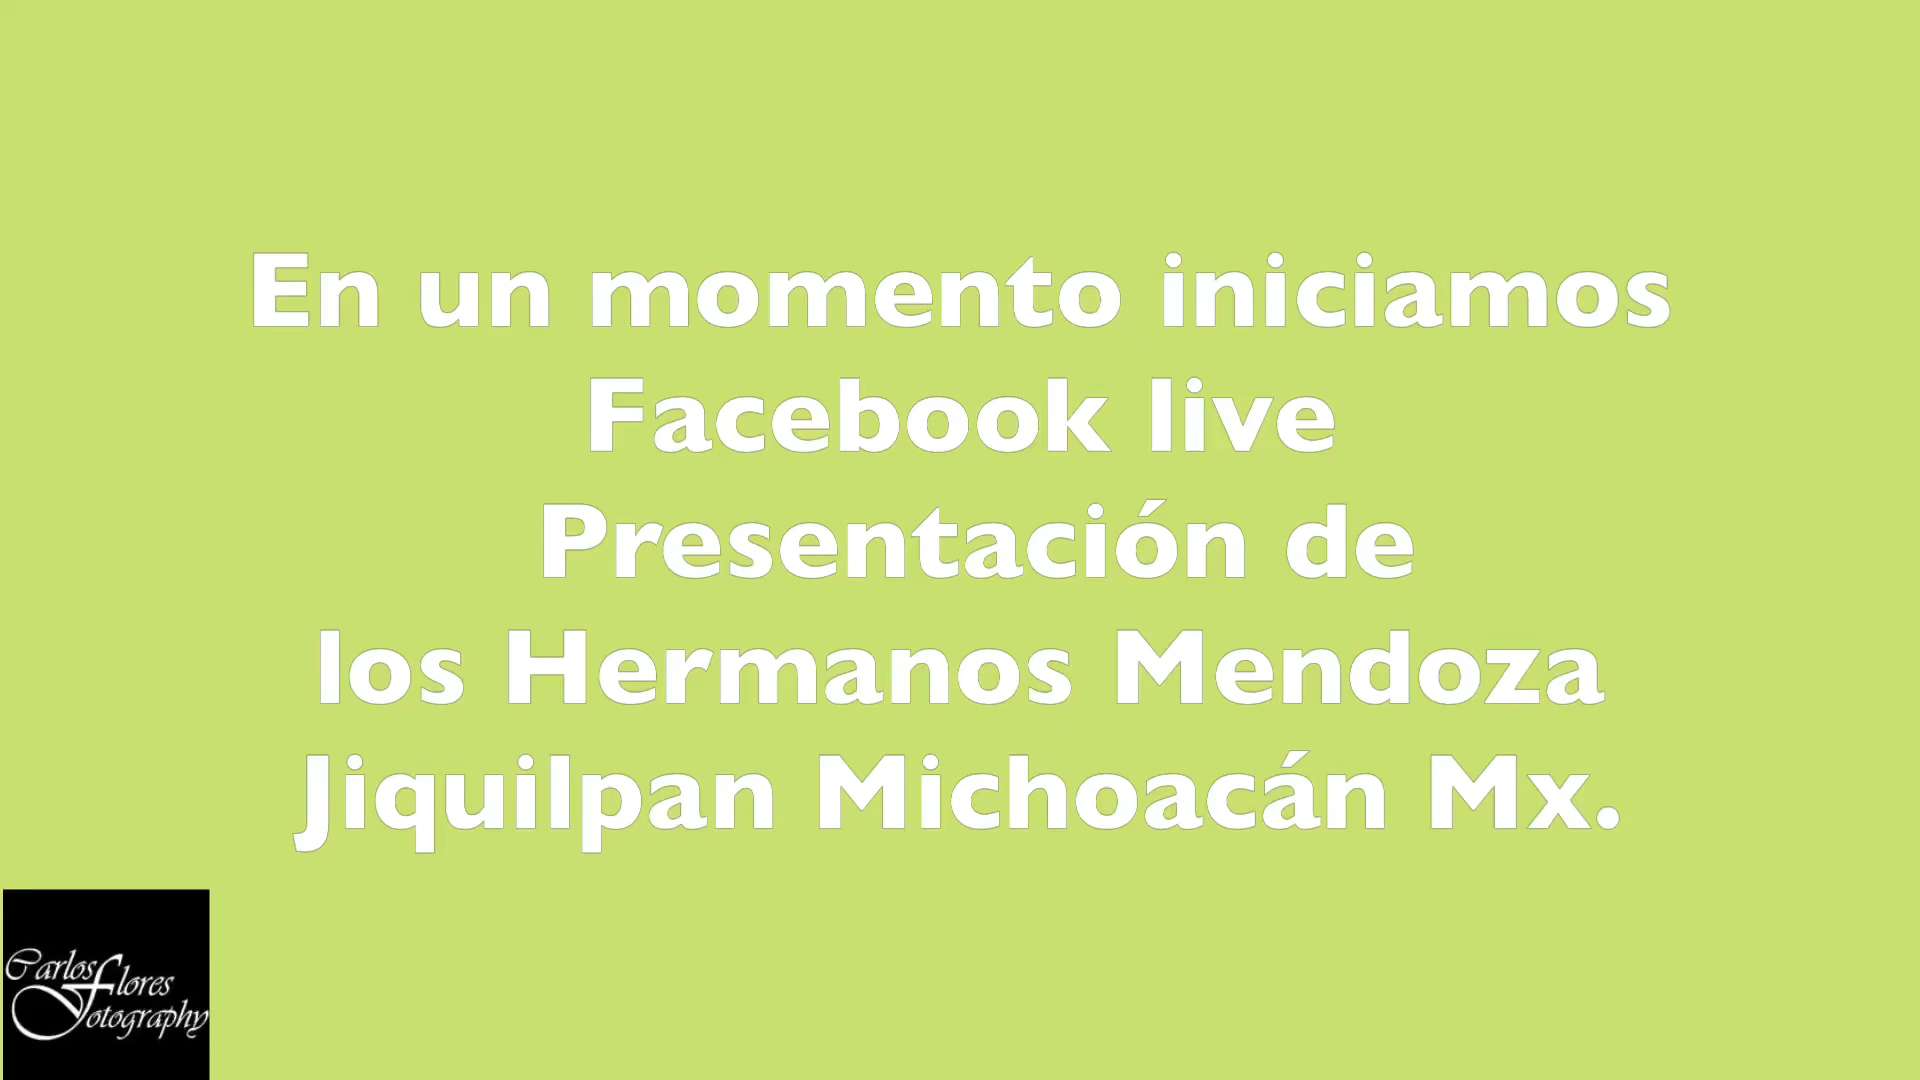 En un momento iniciamos
Facebook live
Presentación de
los Hermanos Mendoza
Jiquilpan Michoacán Mx.
Carlos Flores
Fotography